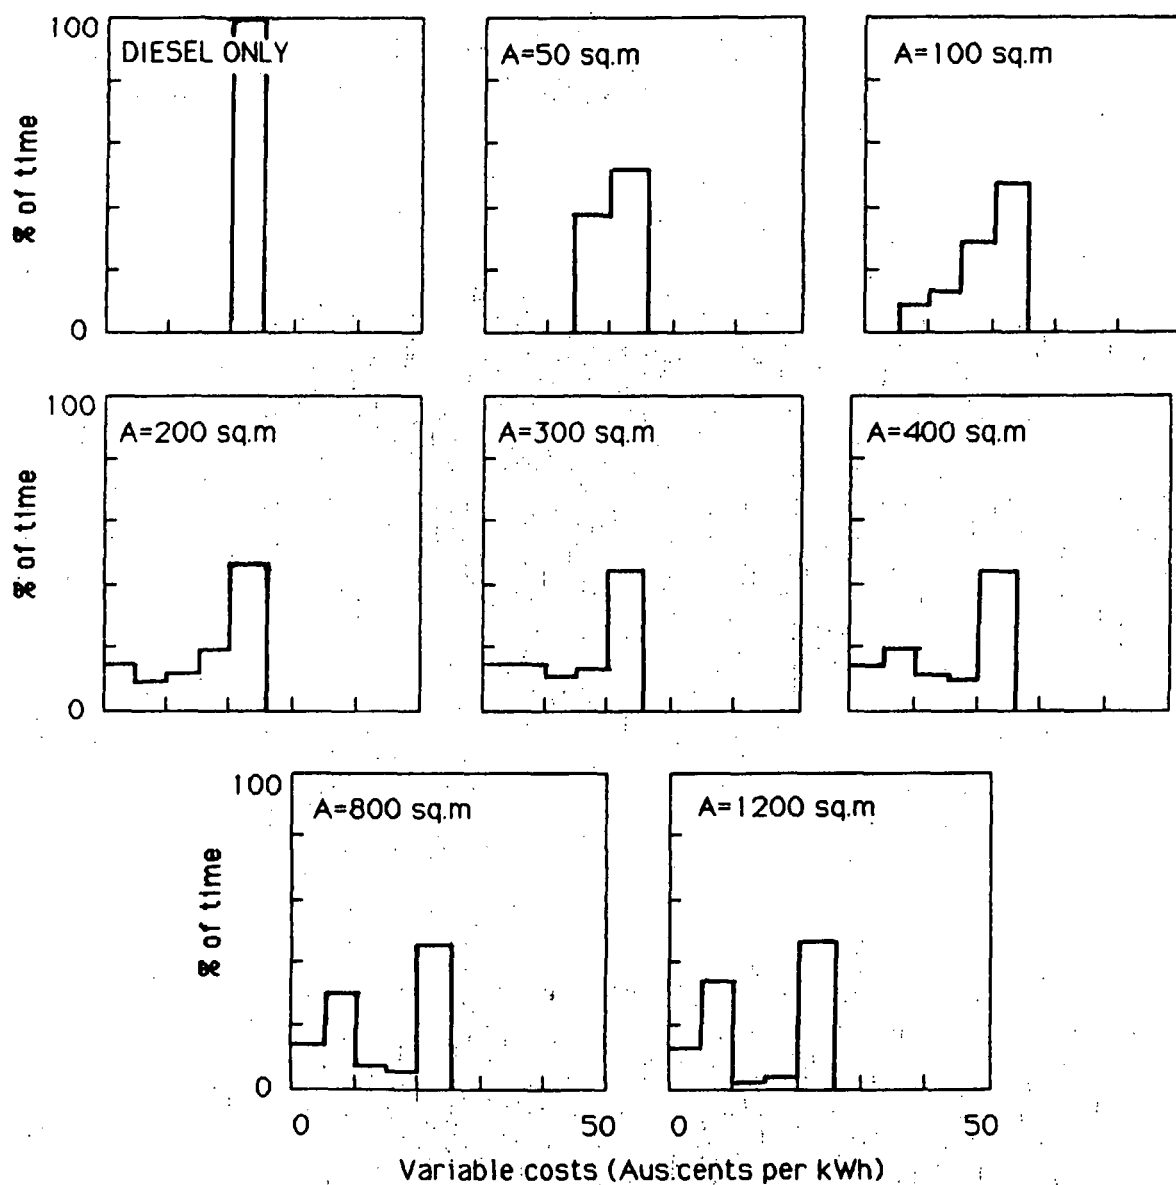 100
DIESEL ONLY
A=50 sq.m
A=100 sq.m
% of time
0
100
A=200 sq.m
A=300 sq.m
A=400 sq.m
% of time
0
100
A=800 sq.m
A=1200 sq.m
% of time
0
0 50 0 50
Variable costs (Aus.cents per kWh)